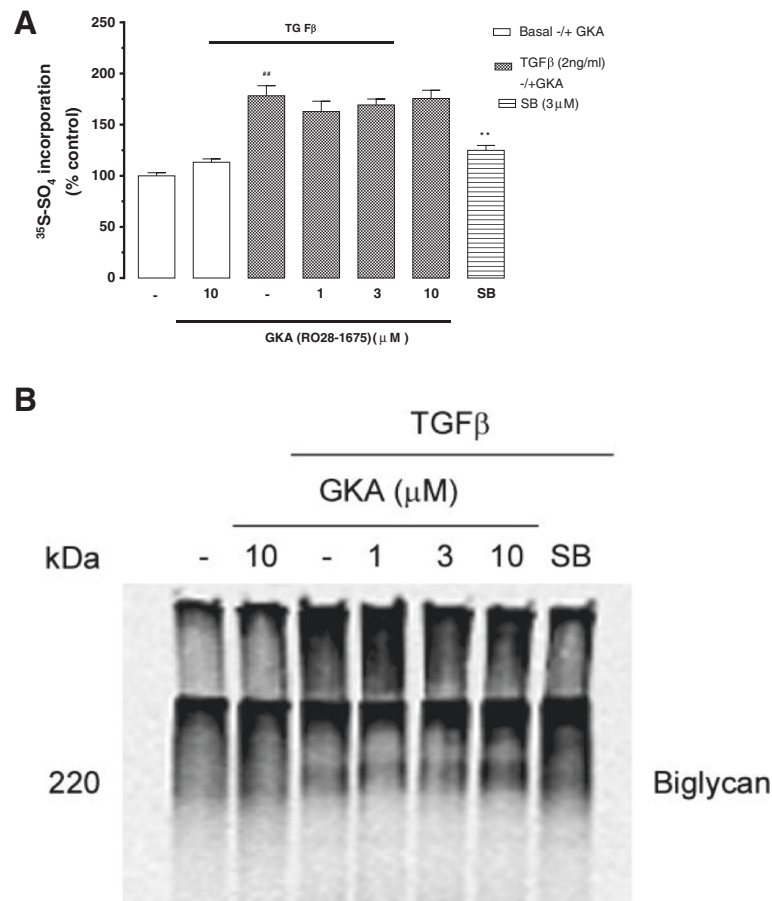 A
TG Fβ
Basal -/+ GKA
TGFβ (2ng/ml)
-/+GKA
SB (3μM)
³⁵S-SO₄ incorporation
(% control)
250
200
150
100
50
0
##
**
- 10 - 1 3 10 SB
GKA (RO28-1675)(μ M )
B
TGFβ
GKA (μM)
kDa - 10 - 1 3 10 SB
220 Biglycan